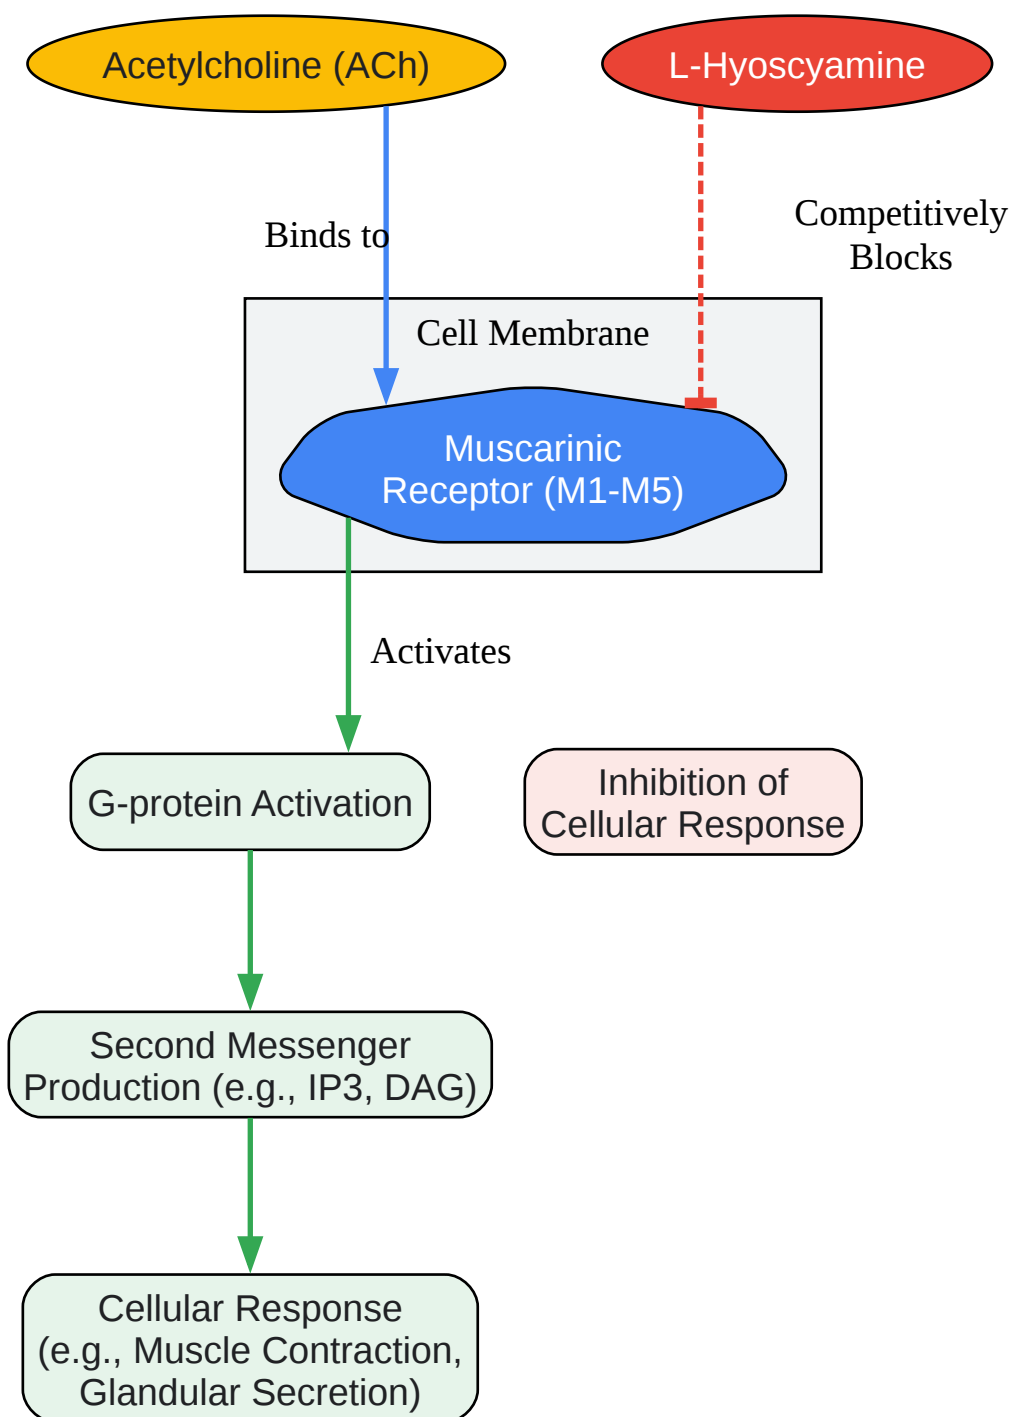 Acetylcholine (ACh)
L-Hyoscyamine
Binds to
Competitively
Blocks
Cell Membrane
Muscarinic
Receptor (M1-M5)
Activates
G-protein Activation
Inhibition of
Cellular Response
Second Messenger
Production (e.g., IP3, DAG)
Cellular Response
(e.g., Muscle Contraction,
Glandular Secretion)